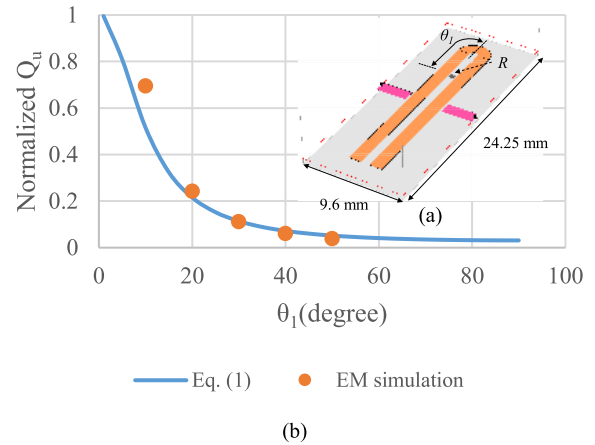 Normalized Qᵤ
1
0.8
0.6
0.4
0.2
0
0 20 40 60 80 100
θ₁(degree)
θ₁
R
24.25 mm
9.6 mm
(a)
Eq. (1) EM simulation
(b)